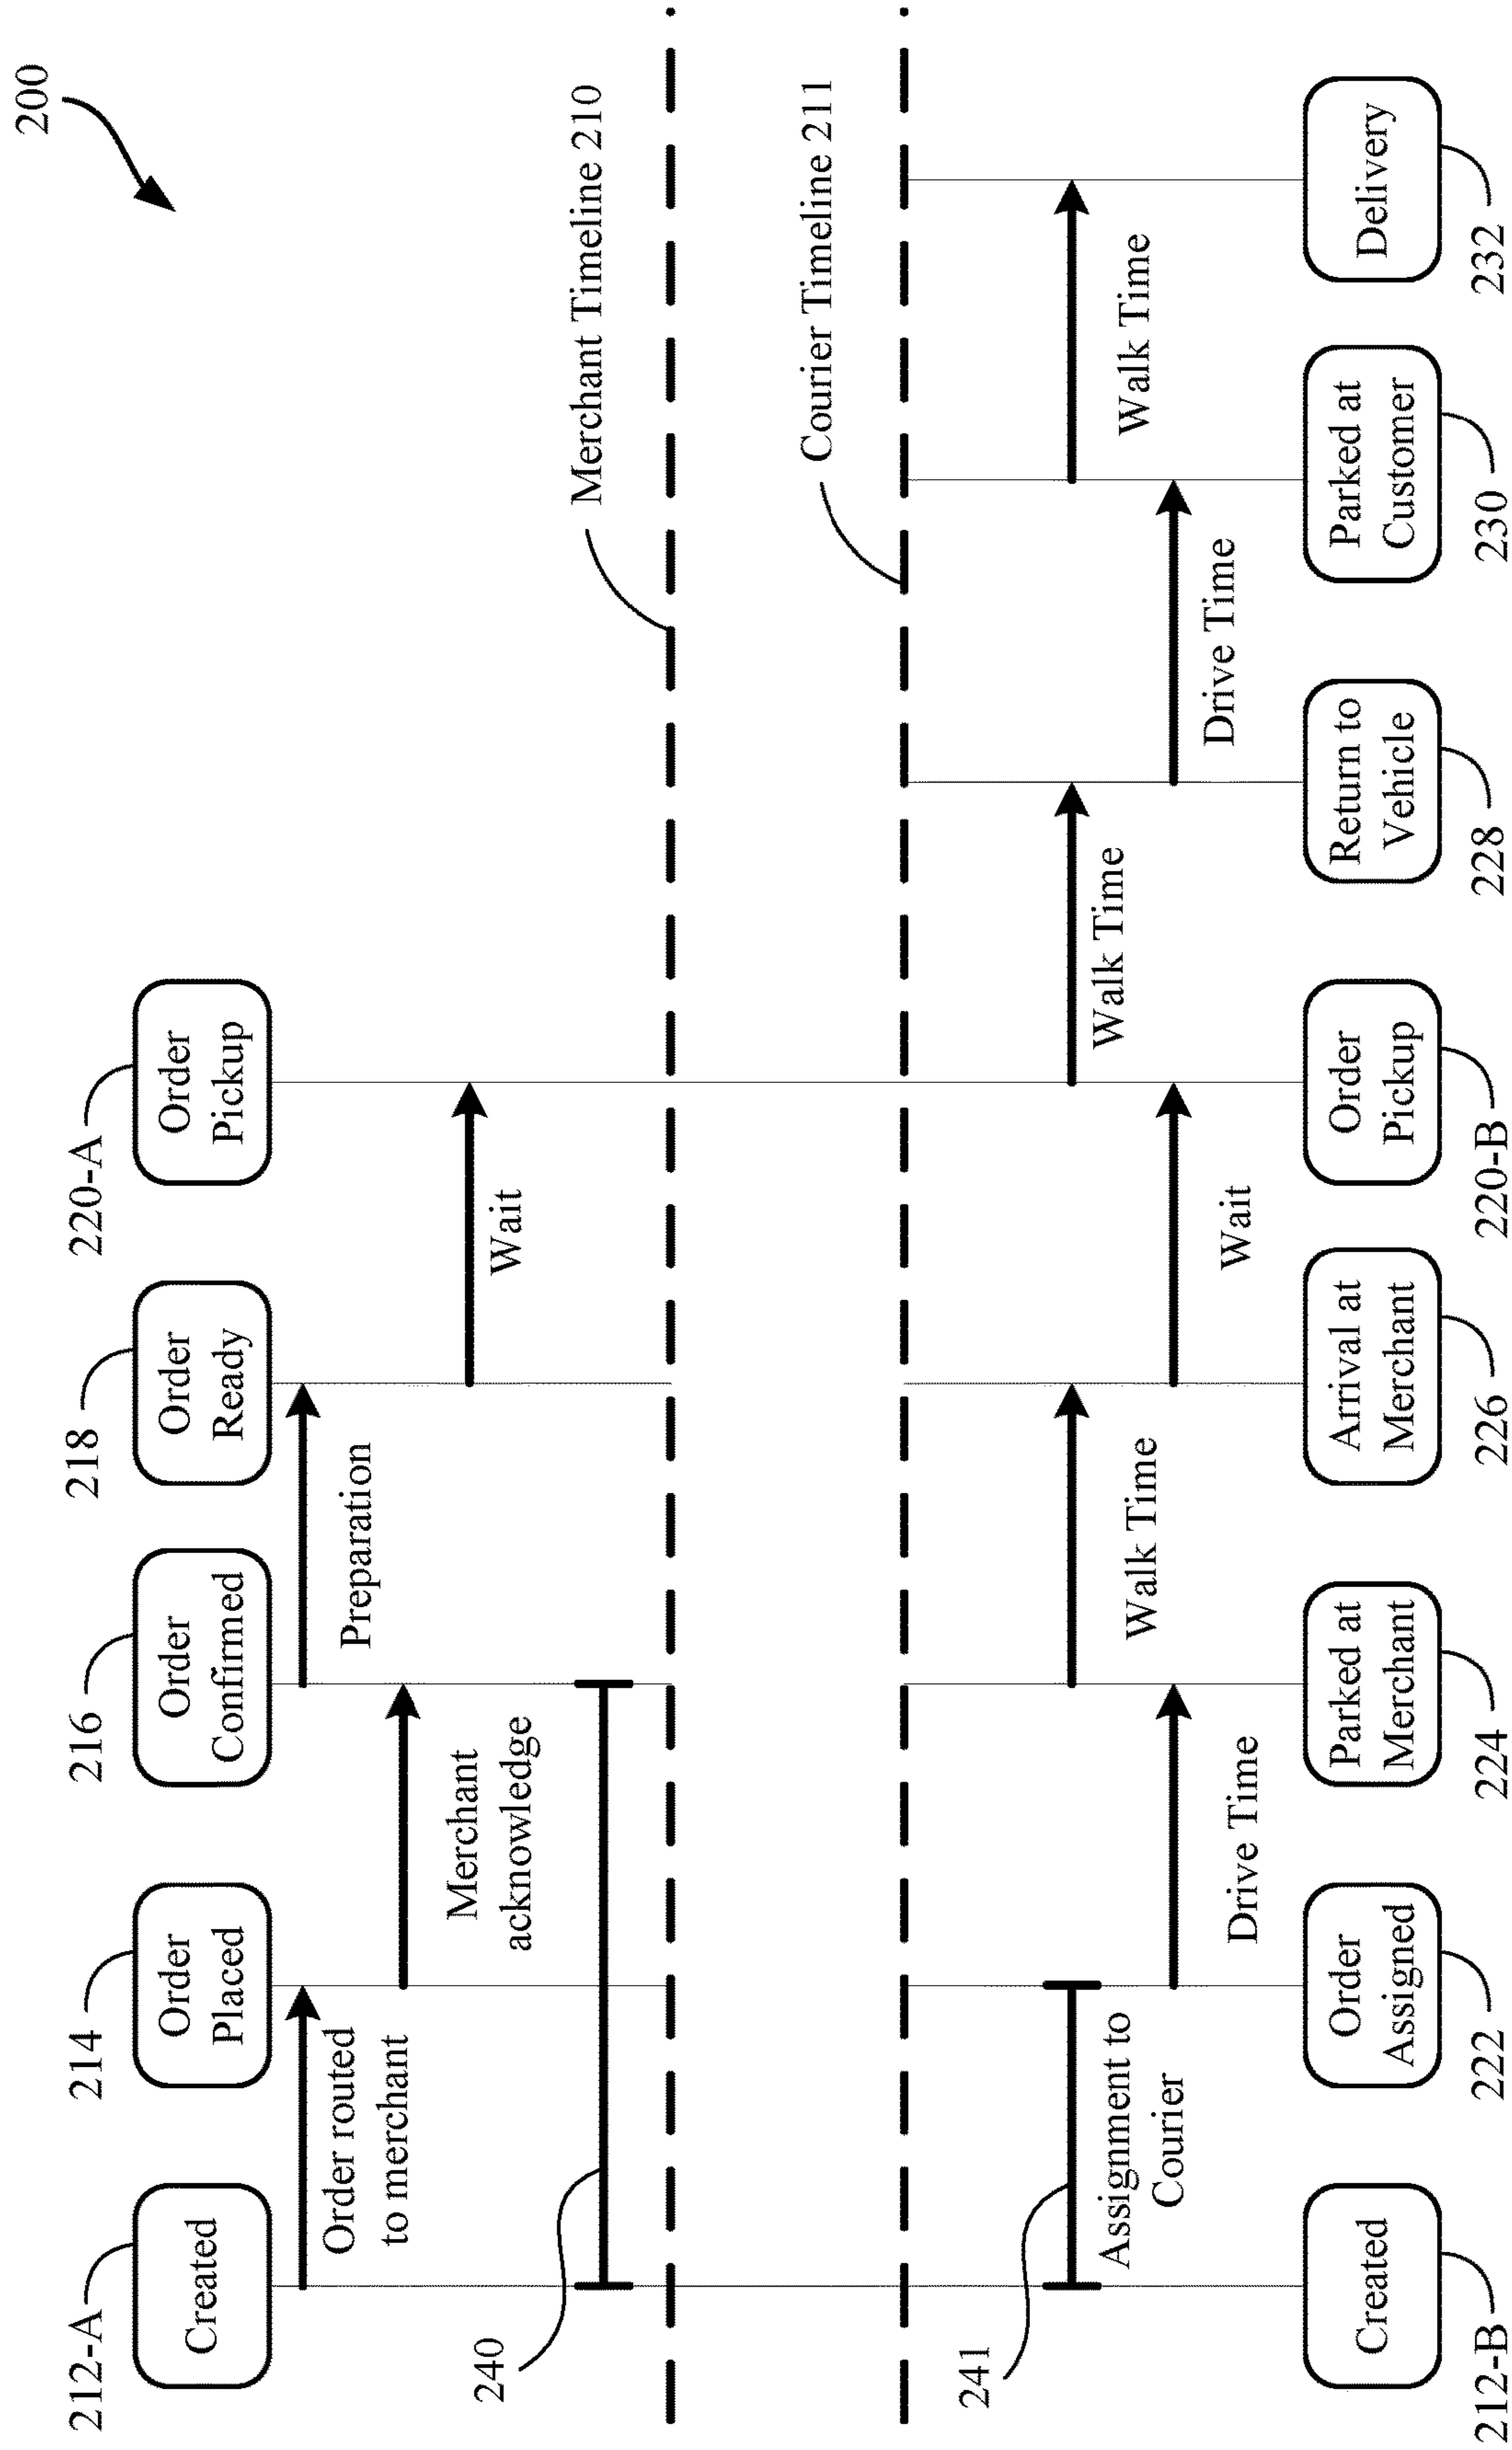 200
212-A
214
216
218
220-A
Created
Order
Placed
Order
Confirmed
Order
Ready
Order
Pickup
Order routed
to merchant
Merchant
acknowledge
Preparation
Wait
240
Merchant Timeline 210
Courier Timeline 211
241
Assignment to
Courier
Drive Time
Walk Time
Wait
Walk Time
Drive Time
Walk Time
Created
Order
Assigned
Parked at
Merchant
Arrival at
Merchant
Order
Pickup
Return to
Vehicle
Parked at
Customer
Delivery
212-B
222
224
226
220-B
228
230
232